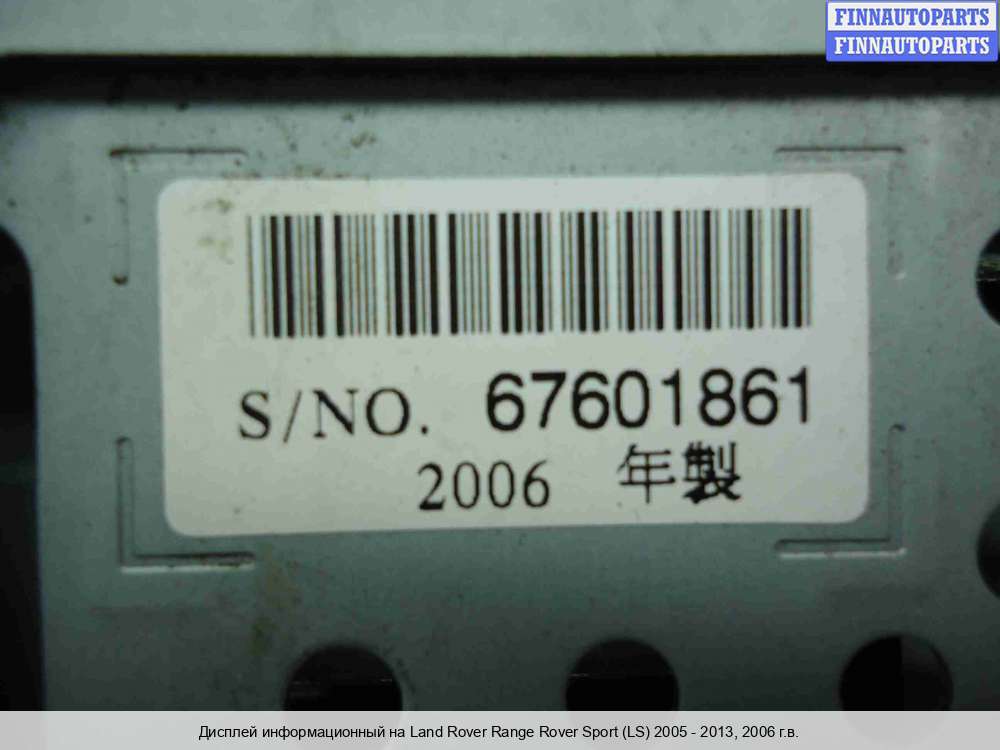 FINNAUTOPARTS
FINNAUTOPARTS
S/NO. 67601861
2006 年製
Дисплей информационный на Land Rover Range Rover Sport (LS) 2005 - 2013, 2006 г.в.